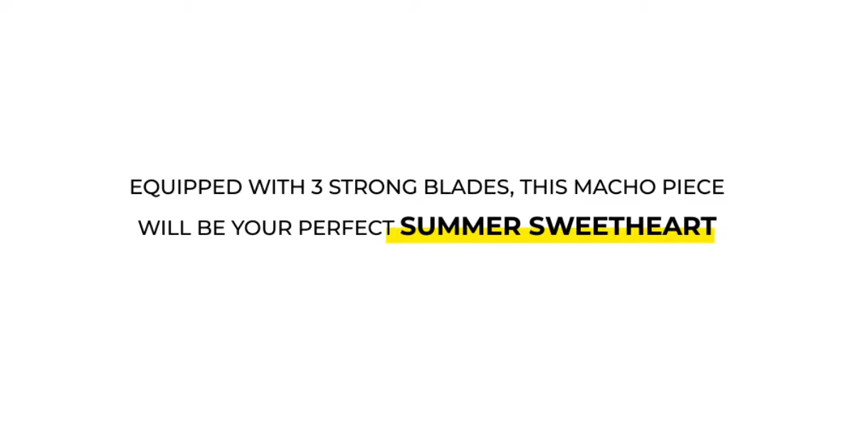 EQUIPPED WITH 3 STRONG BLADES, THIS MACHO PIECE
WILL BE YOUR PERFECT SUMMER SWEETHEART